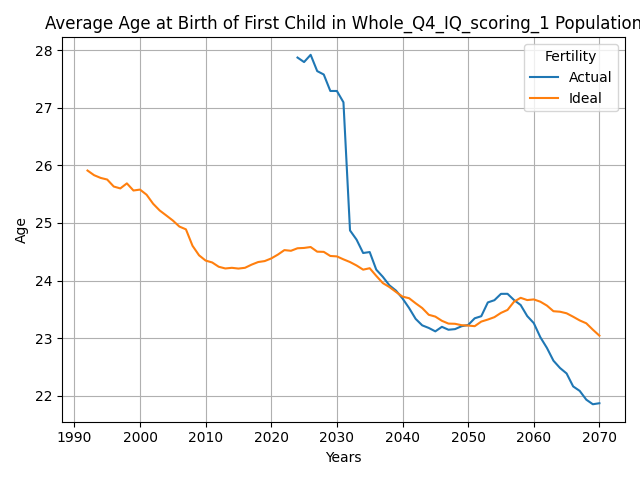 Average Age at Birth of First Child in Whole_Q4_IQ_scoring_1 Population
Fertility
Actual
Ideal
28
27
26
25
24
23
22
Age
1990 2000 2010 2020 2030 2040 2050 2060 2070
Years